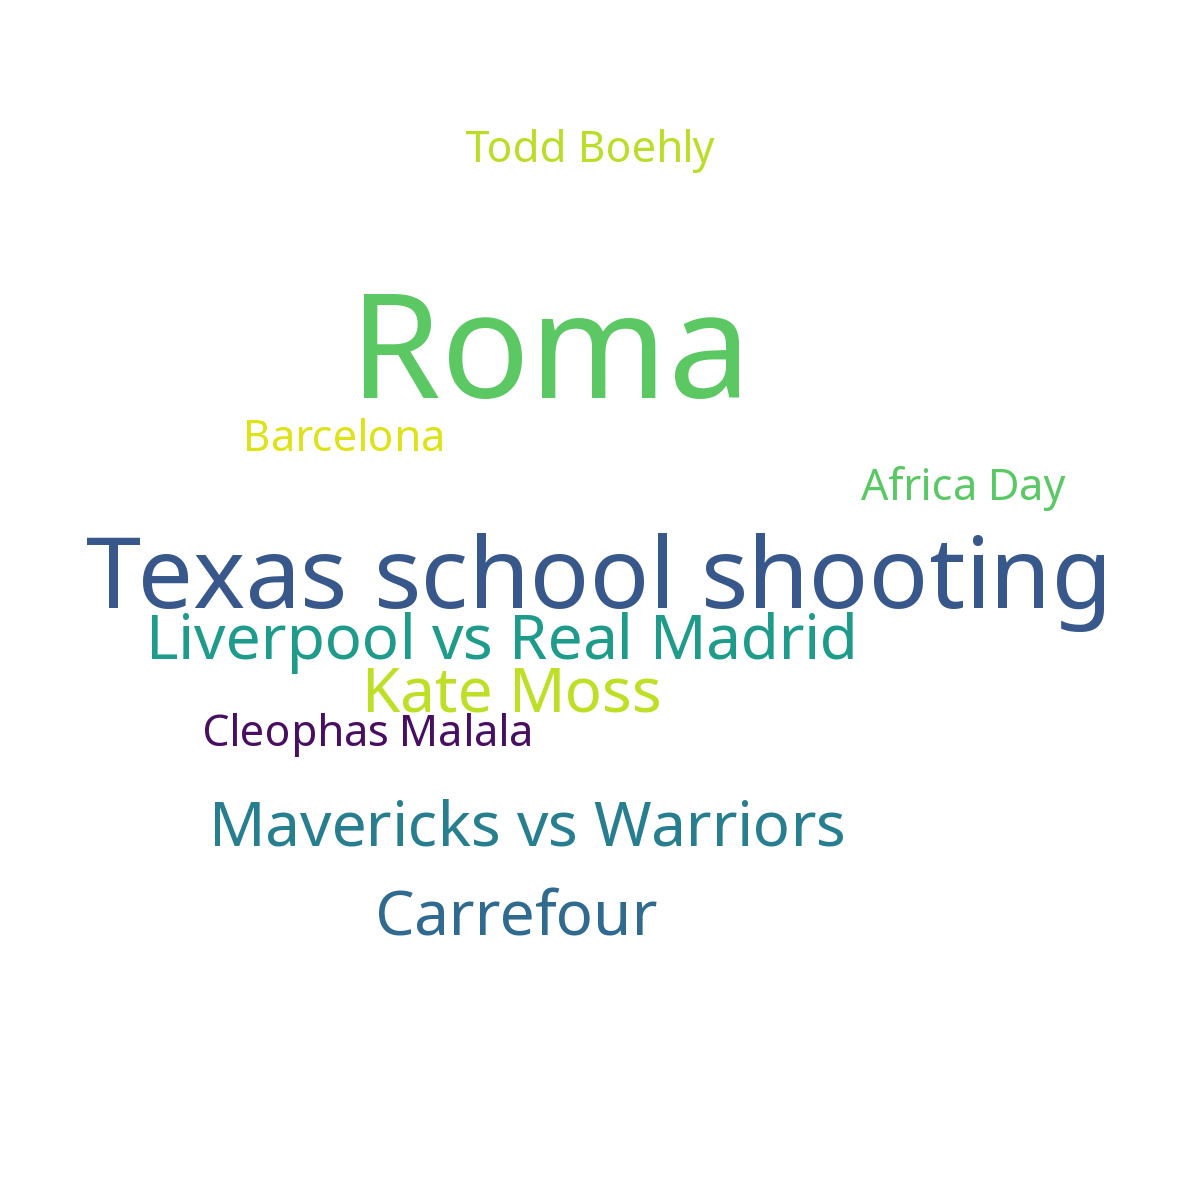 Todd Boehly
Roma
Barcelona
Africa Day
Texas school shooting
Liverpool vs Real Madrid
Kate Moss
Cleophas Malala
Mavericks vs Warriors
Carrefour